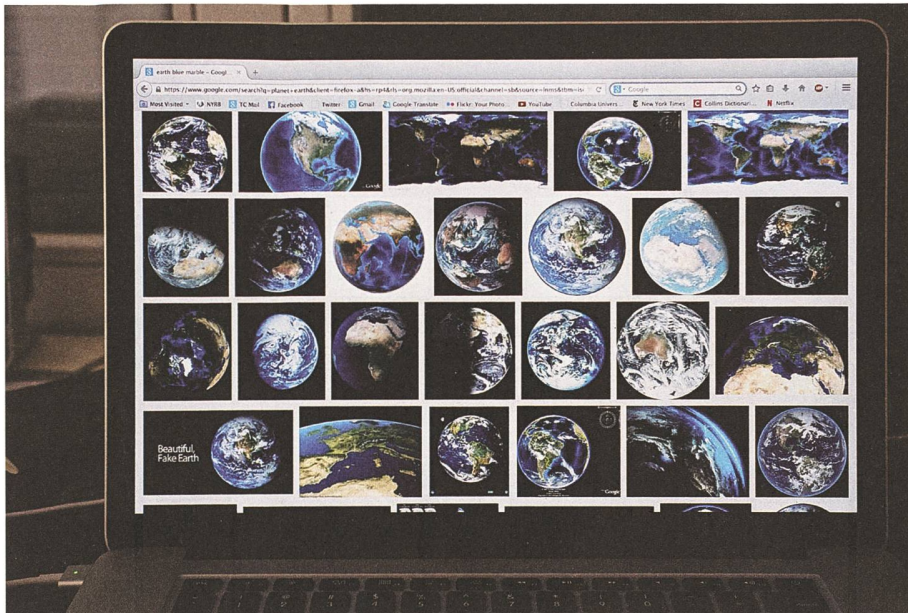 earth blue marble - Googl...
https://www.google.com/search?q=planet+earth&client=firefox-a&hs=rp4&rls=org.mozilla:en-US:official&channel=sb&source=lnms&tbm=is
Google
Most Visited
NYRB
TC Mail
Facebook
Twitter
Gmail
Google Translate
Flickr: Your Photo...
YouTube
Columbia Univers...
New York Times
Collins Dictionar...
Netflix
Google
Beautiful,
Fake Earth
Google